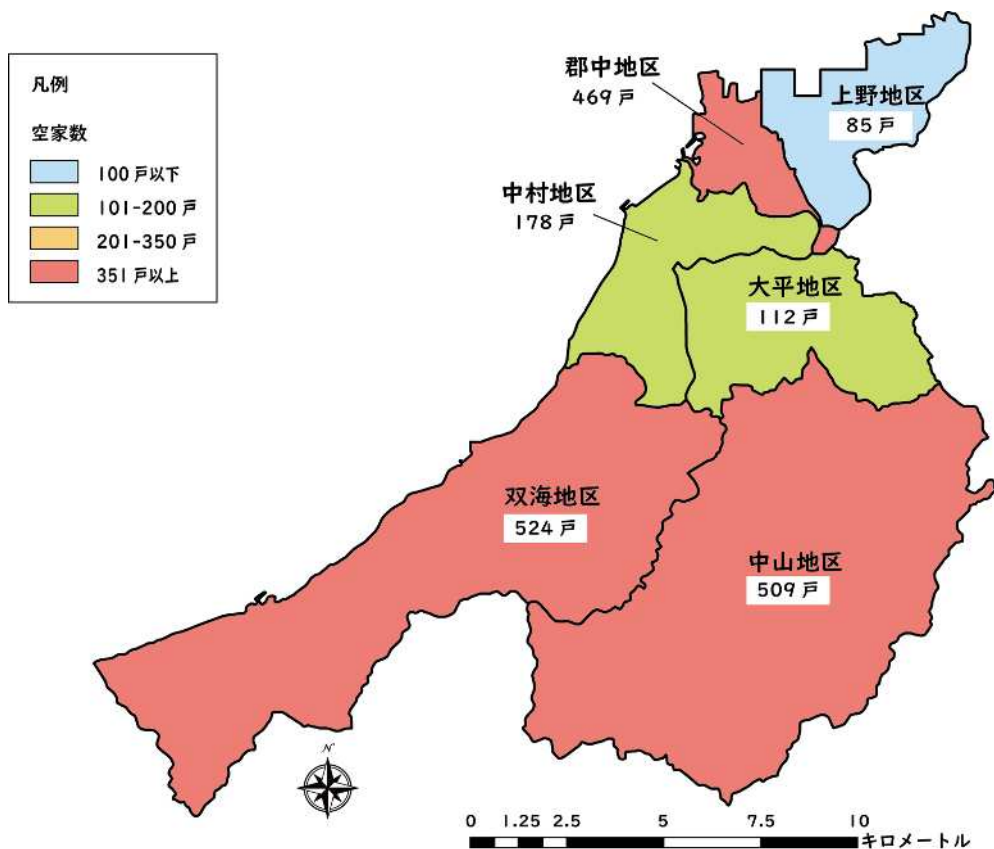 凡例
空家数
100戸以下
101-200戸
201-350戸
351戸以上
郡中地区
469戸
上野地区
85戸
中村地区
178戸
大平地区
112戸
双海地区
524戸
中山地区
509戸
N
0 1.25 2.5 5 7.5 10
キロメートル